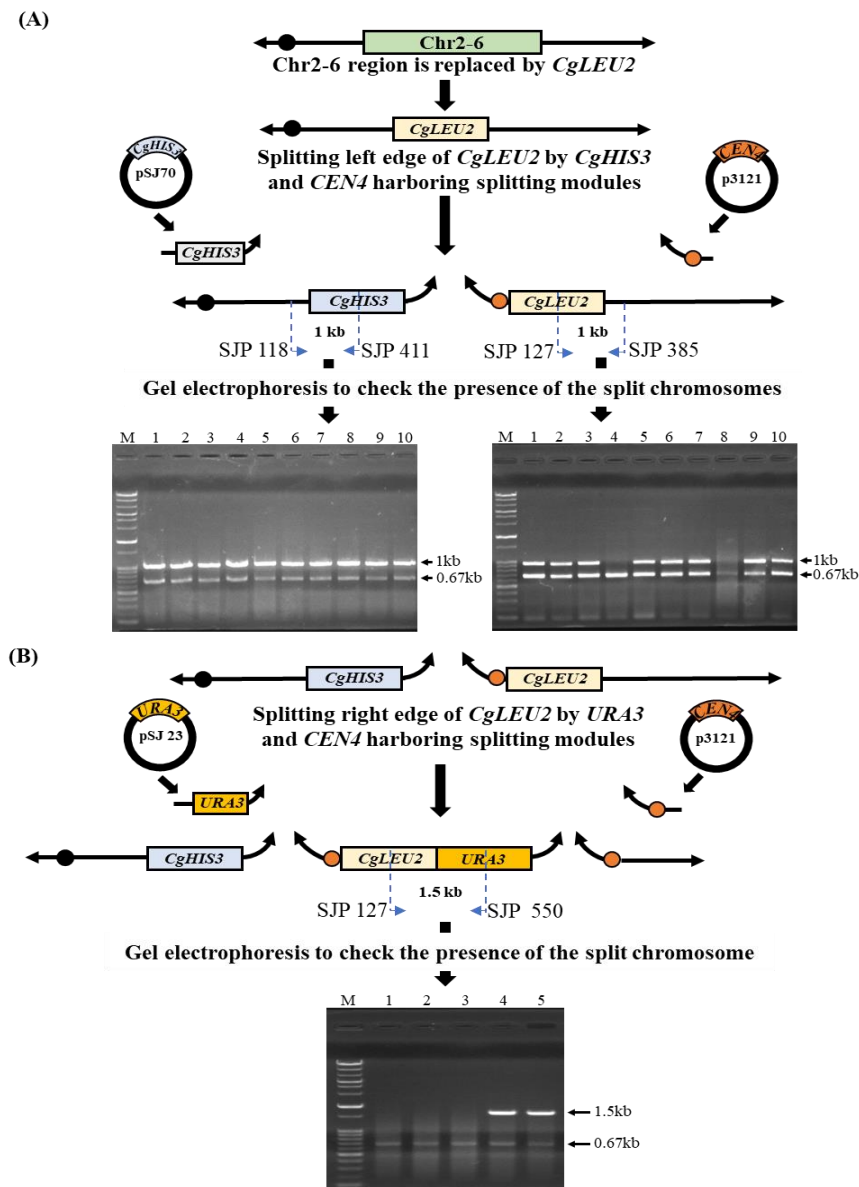 (A)
Chr2-6
Chr2-6 region is replaced by CgLEU2
CgLEU2
CgHIS3
pSJ70
Splitting left edge of CgLEU2 by CgHIS3
and CEN4 harboring splitting modules
CEN4
p3121
CgHIS3
CgHIS3
CgLEU2
1 kb
1 kb
SJP 118
SJP 411
SJP 127
SJP 385
Gel electrophoresis to check the presence of the split chromosomes
M 1 2 3 4 5 6 7 8 9 10
1kb
0.67kb
M 1 2 3 4 5 6 7 8 9 10
1kb
0.67kb
(B)
CgHIS3
CgLEU2
URA3
pSJ 23
Splitting right edge of CgLEU2 by URA3
and CEN4 harboring splitting modules
CEN4
p3121
URA3
CgHIS3
CgLEU2
URA3
1.5 kb
SJP 127
SJP 550
Gel electrophoresis to check the presence of the split chromosome
M 1 2 3 4 5
1.5kb
0.67kb